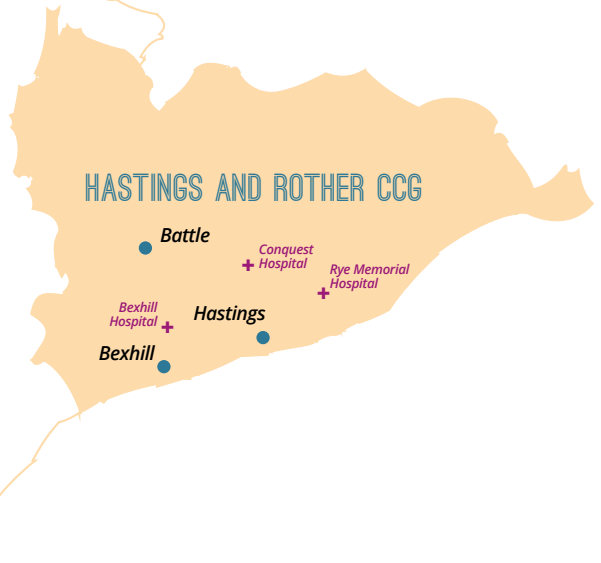 HASTINGS AND ROTHER CCG
Battle
Conquest
Hospital
Rye Memorial
Hospital
Bexhill
Hospital
Hastings
Bexhill